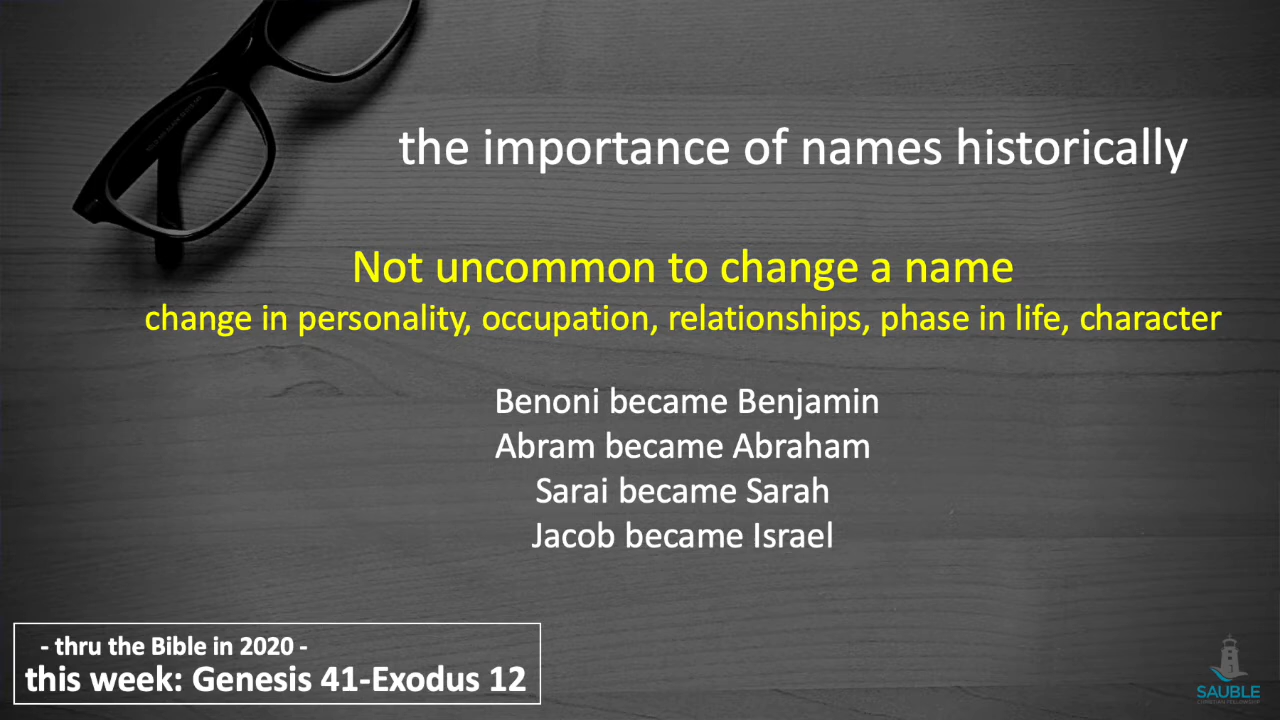 the importance of names historically
Not uncommon to change a name
change in personality, occupation, relationships, phase in life, character
Benoni became Benjamin
Abram became Abraham
Sarai became Sarah
Jacob became Israel
- thru the Bible in 2020 -
this week: Genesis 41-Exodus 12
SAUBLE
CHRISTIAN FELLOWSHIP